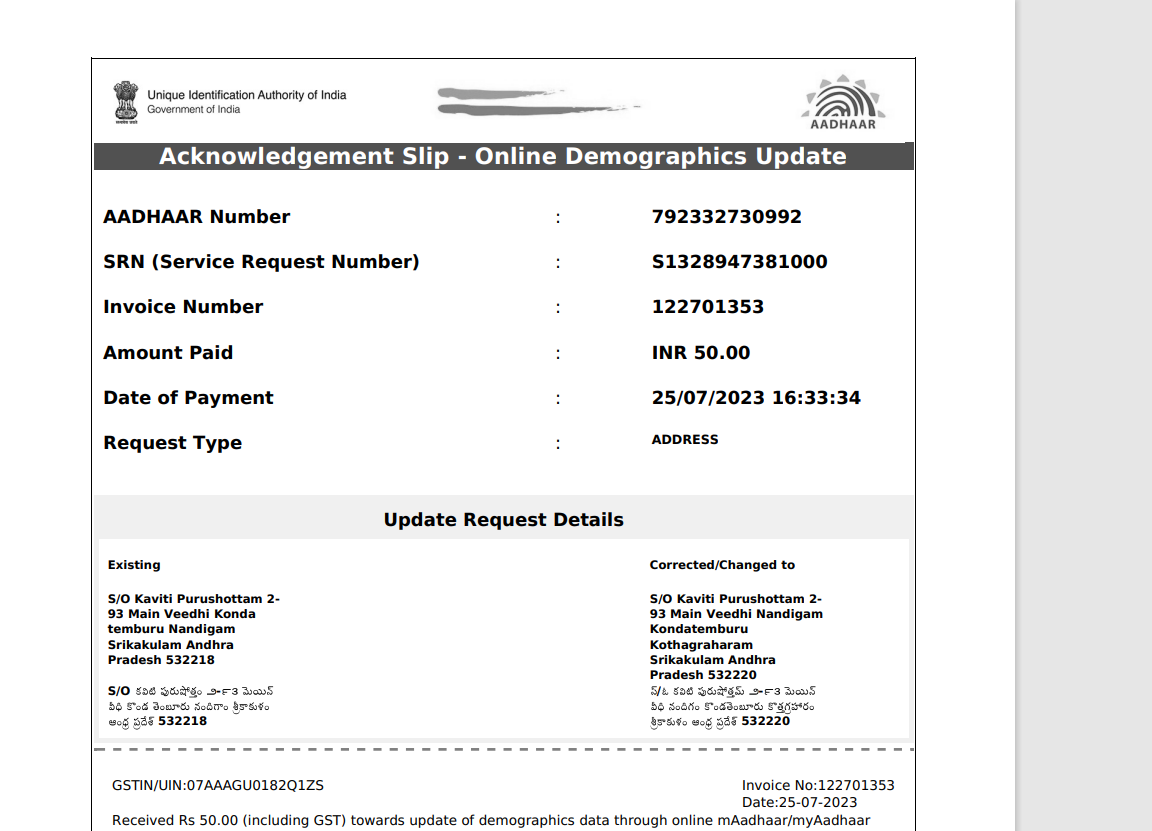 Unique Identification Authority of India
Government of India
AADHAAR
Acknowledgement Slip - Online Demographics Update
AADHAAR Number : 792332730992
SRN (Service Request Number) : S1328947381000
Invoice Number : 122701353
Amount Paid : INR 50.00
Date of Payment : 25/07/2023 16:33:34
Request Type : ADDRESS
Update Request Details
Existing
S/O Kaviti Purushottam 2-
93 Main Veedhi Konda
temburu Nandigam
Srikakulam Andhra
Pradesh 532218
S/O కవిటి పురుషోత్తం ౨-౯౩ మెయిన్
వీధి కొండ తెంబూరు నందిగాం శ్రీకాకుళం
ఆంధ్ర ప్రదేశ్ 532218
Corrected/Changed to
S/O Kaviti Purushottam 2-
93 Main Veedhi Nandigam
Kondatemburu
Kothagraharam
Srikakulam Andhra
Pradesh 532220
స్/ఓ కవిటి పురుషోత్తమ్ ౨-౯౩ మెయిన్
వీధి నందిగం కొండతెంబూరు కొత్తగ్రహారం
శ్రీకాకుళం ఆంధ్ర ప్రదేశ్ 532220
GSTIN/UIN:07AAAGU0182Q1ZS
Invoice No:122701353
Date:25-07-2023
Received Rs 50.00 (including GST) towards update of demographics data through online mAadhaar/myAadhaar